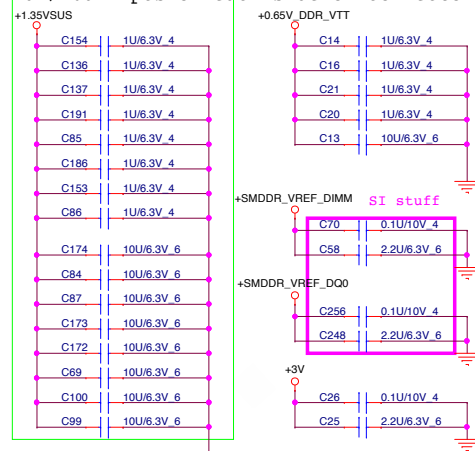 +1.35VSUS
C154 1U/6.3V_4
C136 1U/6.3V_4
C137 1U/6.3V_4
C191 1U/6.3V_4
C85 1U/6.3V_4
C186 1U/6.3V_4
C153 1U/6.3V_4
C86 1U/6.3V_4
C174 10U/6.3V_6
C84 10U/6.3V_6
C87 10U/6.3V_6
C173 10U/6.3V_6
C172 10U/6.3V_6
C69 10U/6.3V_6
C100 10U/6.3V_6
C99 10U/6.3V_6
+0.65V_DDR_VTT
C14 1U/6.3V_4
C16 1U/6.3V_4
C21 1U/6.3V_4
C20 1U/6.3V_4
C13 10U/6.3V_6
+SMDDR_VREF_DIMM
SI stuff
C70 0.1U/10V_4
C58 2.2U/6.3V_6
+SMDDR_VREF_DQ0
C256 0.1U/10V_4
C248 2.2U/6.3V_6
+3V
C26 0.1U/10V_4
C25 2.2U/6.3V_6